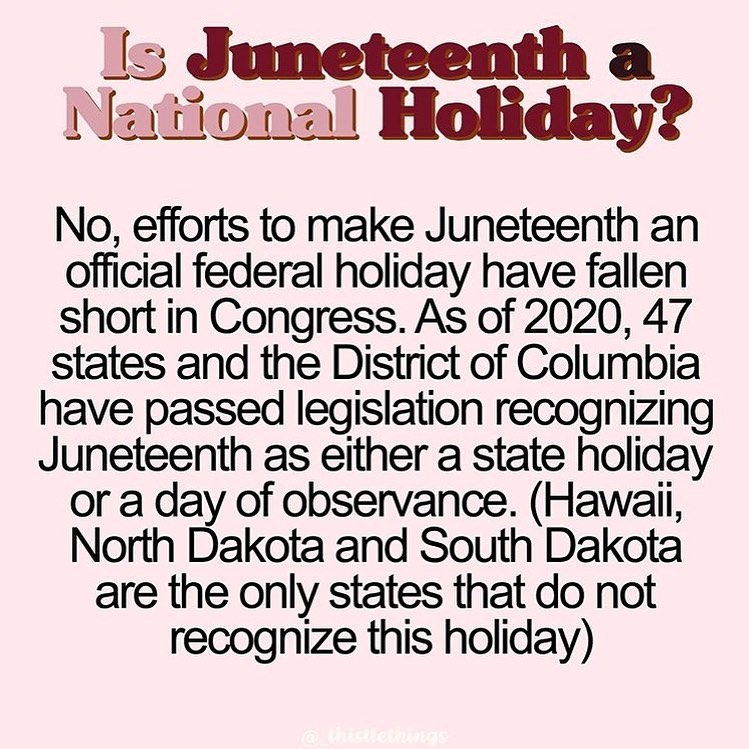 Is Juneteenth a
National Holiday?
No, efforts to make Juneteenth an
official federal holiday have fallen
short in Congress. As of 2020, 47
states and the District of Columbia
have passed legislation recognizing
Juneteenth as either a state holiday
or a day of observance. (Hawaii,
North Dakota and South Dakota
are the only states that do not
recognize this holiday)
@_thistlethings